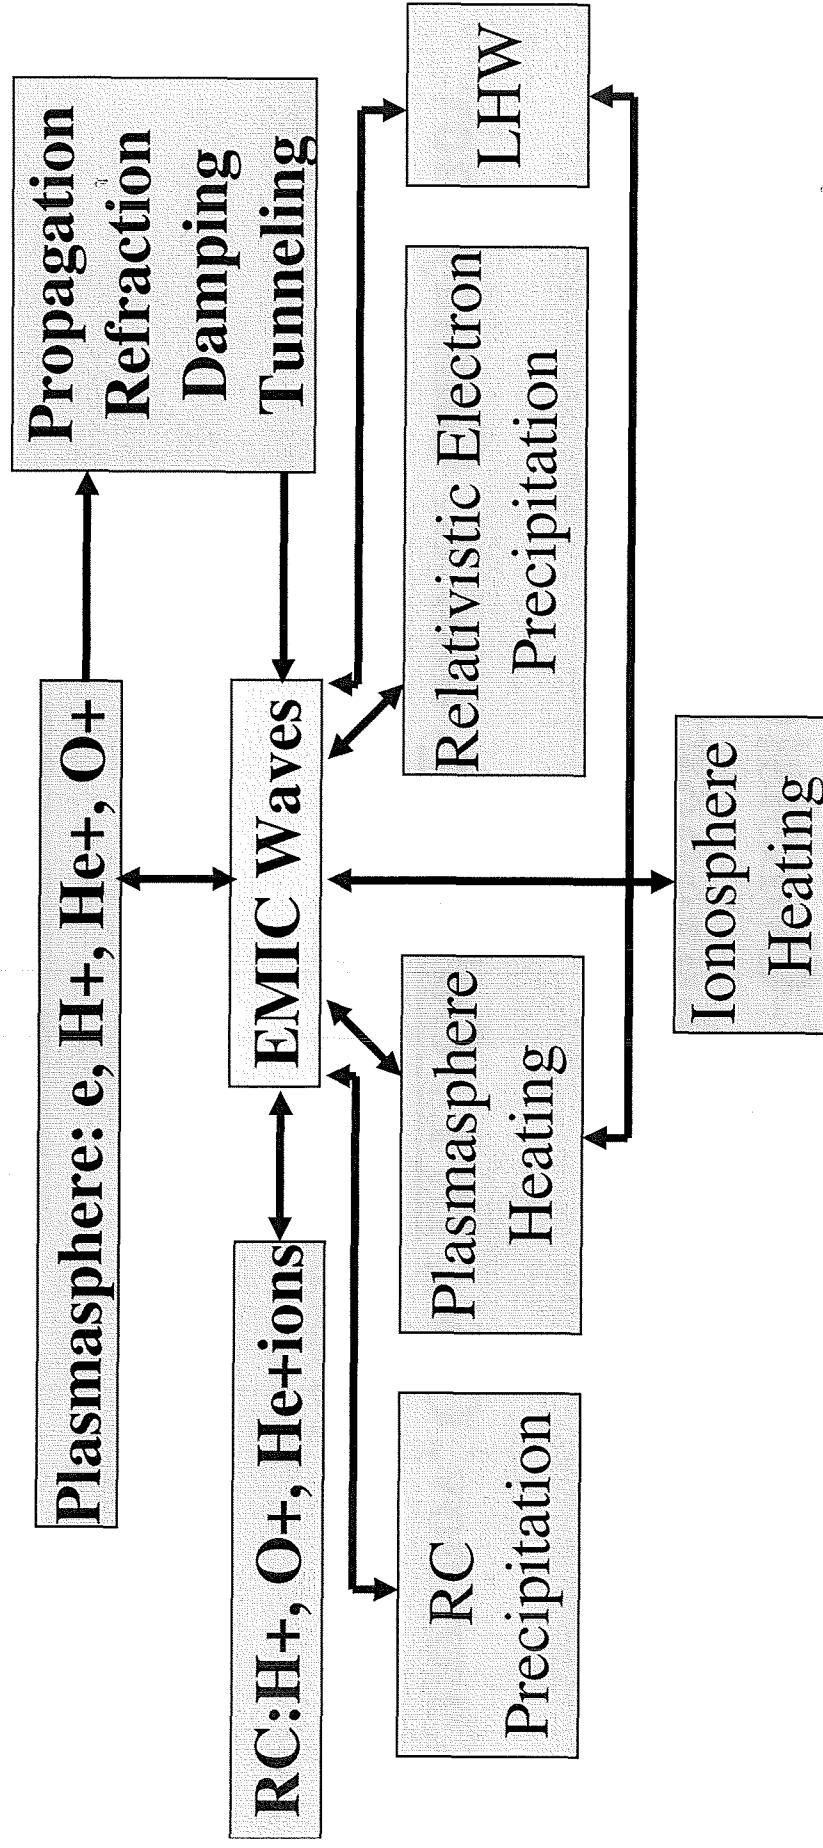 Plasmasphere: e, H+, He+, O+
Propagation
Refraction
Damping
Tunneling
RC:H+, O+, He+ions
EMIC Waves
RC
Precipitation
Plasmasphere
Heating
Relativistic Electron
Precipitation
LHW
Ionosphere
Heating